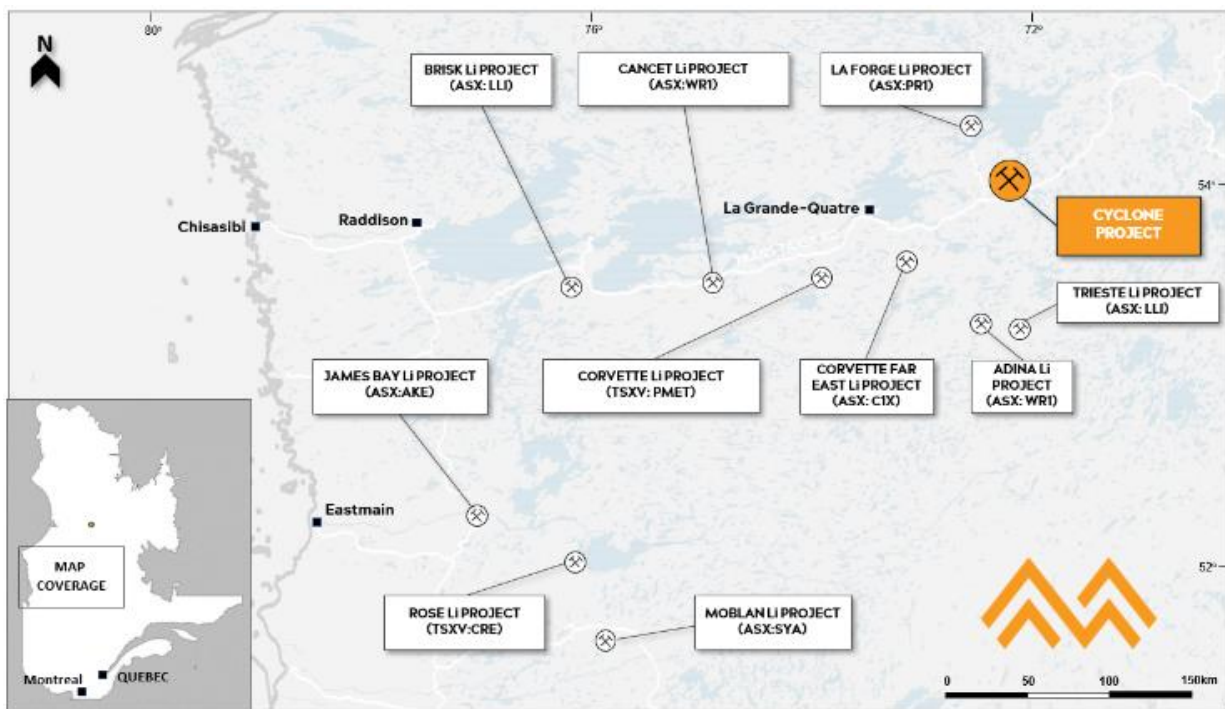 80°
76°
72°
N
BRISK Li PROJECT
(ASX: LLI)
CANCET Li PROJECT
(ASX:WR1)
LA FORGE Li PROJECT
(ASX:PR1)
54°
Chisasibi
Raddison
La Grande-Quatre
CYCLONE
PROJECT
TRIESTE Li PROJECT
(ASX: LLI)
JAMES BAY Li PROJECT
(ASX:AKE)
CORVETTE Li PROJECT
(TSXV: PMET)
CORVETTE FAR
EAST Li PROJECT
(ASX: C1X)
ADINA Li
PROJECT
(ASX: WR1)
Eastmain
MAP
COVERAGE
52°
ROSE Li PROJECT
(TSXV:CRE)
MOBLAN Li PROJECT
(ASX:SYA)
Montreal
QUEBEC
0 50 100 150km